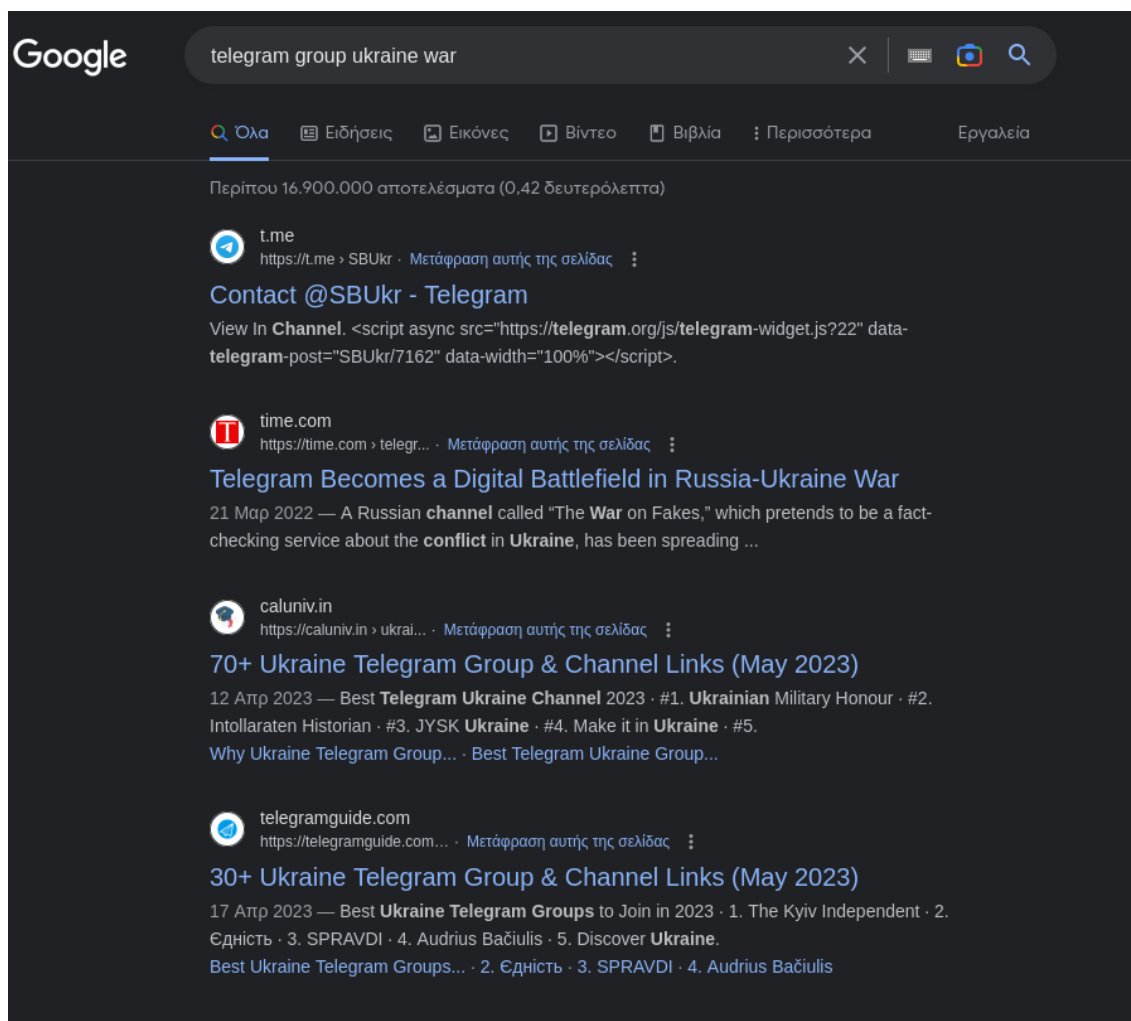 Google
telegram group ukraine war
Όλα Ειδήσεις Εικόνες Βίντεο Βιβλία Περισσότερα Εργαλεία
Περίπου 16.900.000 αποτελέσματα (0,42 δευτερόλεπτα)
t.me
https://t.me › SBUkr · Μετάφραση αυτής της σελίδας
Contact @SBUkr - Telegram
View In Channel. <script async src="https://telegram.org/js/telegram-widget.js?22" data-
telegram-post="SBUkr/7162" data-width="100%"></script>.
time.com
https://time.com › telegr... · Μετάφραση αυτής της σελίδας
Telegram Becomes a Digital Battlefield in Russia-Ukraine War
21 Μαρ 2022 — A Russian channel called “The War on Fakes,” which pretends to be a fact-
checking service about the conflict in Ukraine, has been spreading ...
caluniv.in
https://caluniv.in › ukrai... · Μετάφραση αυτής της σελίδας
70+ Ukraine Telegram Group & Channel Links (May 2023)
12 Απρ 2023 — Best Telegram Ukraine Channel 2023 · #1. Ukrainian Military Honour · #2.
Intollaraten Historian · #3. JYSK Ukraine · #4. Make it in Ukraine · #5.
Why Ukraine Telegram Group... · Best Telegram Ukraine Group...
telegramguide.com
https://telegramguide.com... · Μετάφραση αυτής της σελίδας
30+ Ukraine Telegram Group & Channel Links (May 2023)
17 Απρ 2023 — Best Ukraine Telegram Groups to Join in 2023 · 1. The Kyiv Independent · 2.
Єдність · 3. SPRAVDI · 4. Audrius Bačiulis · 5. Discover Ukraine.
Best Ukraine Telegram Groups... · 2. Єдність · 3. SPRAVDI · 4. Audrius Bačiulis